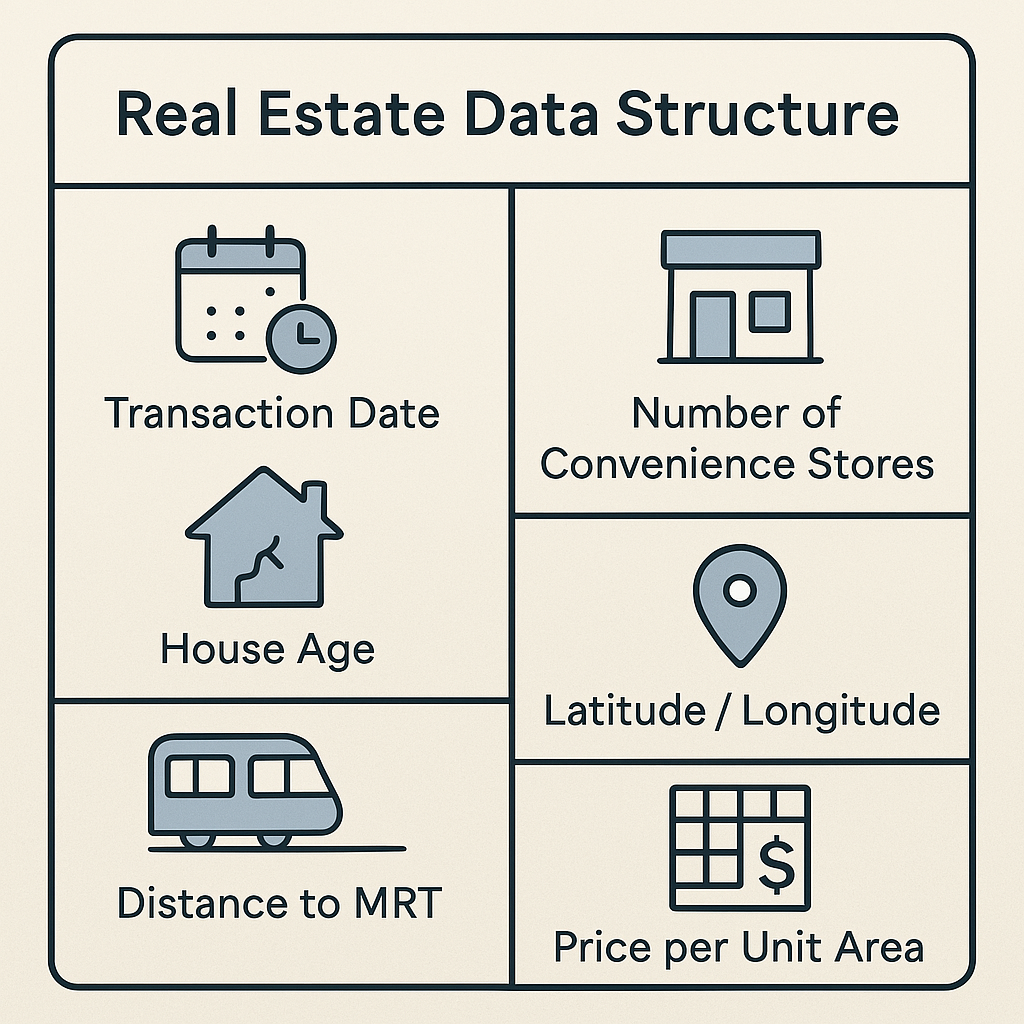 Real Estate Data Structure
Transaction Date
House Age
Distance to MRT
Number of
Convenience Stores
Latitude / Longitude
$
Price per Unit Area